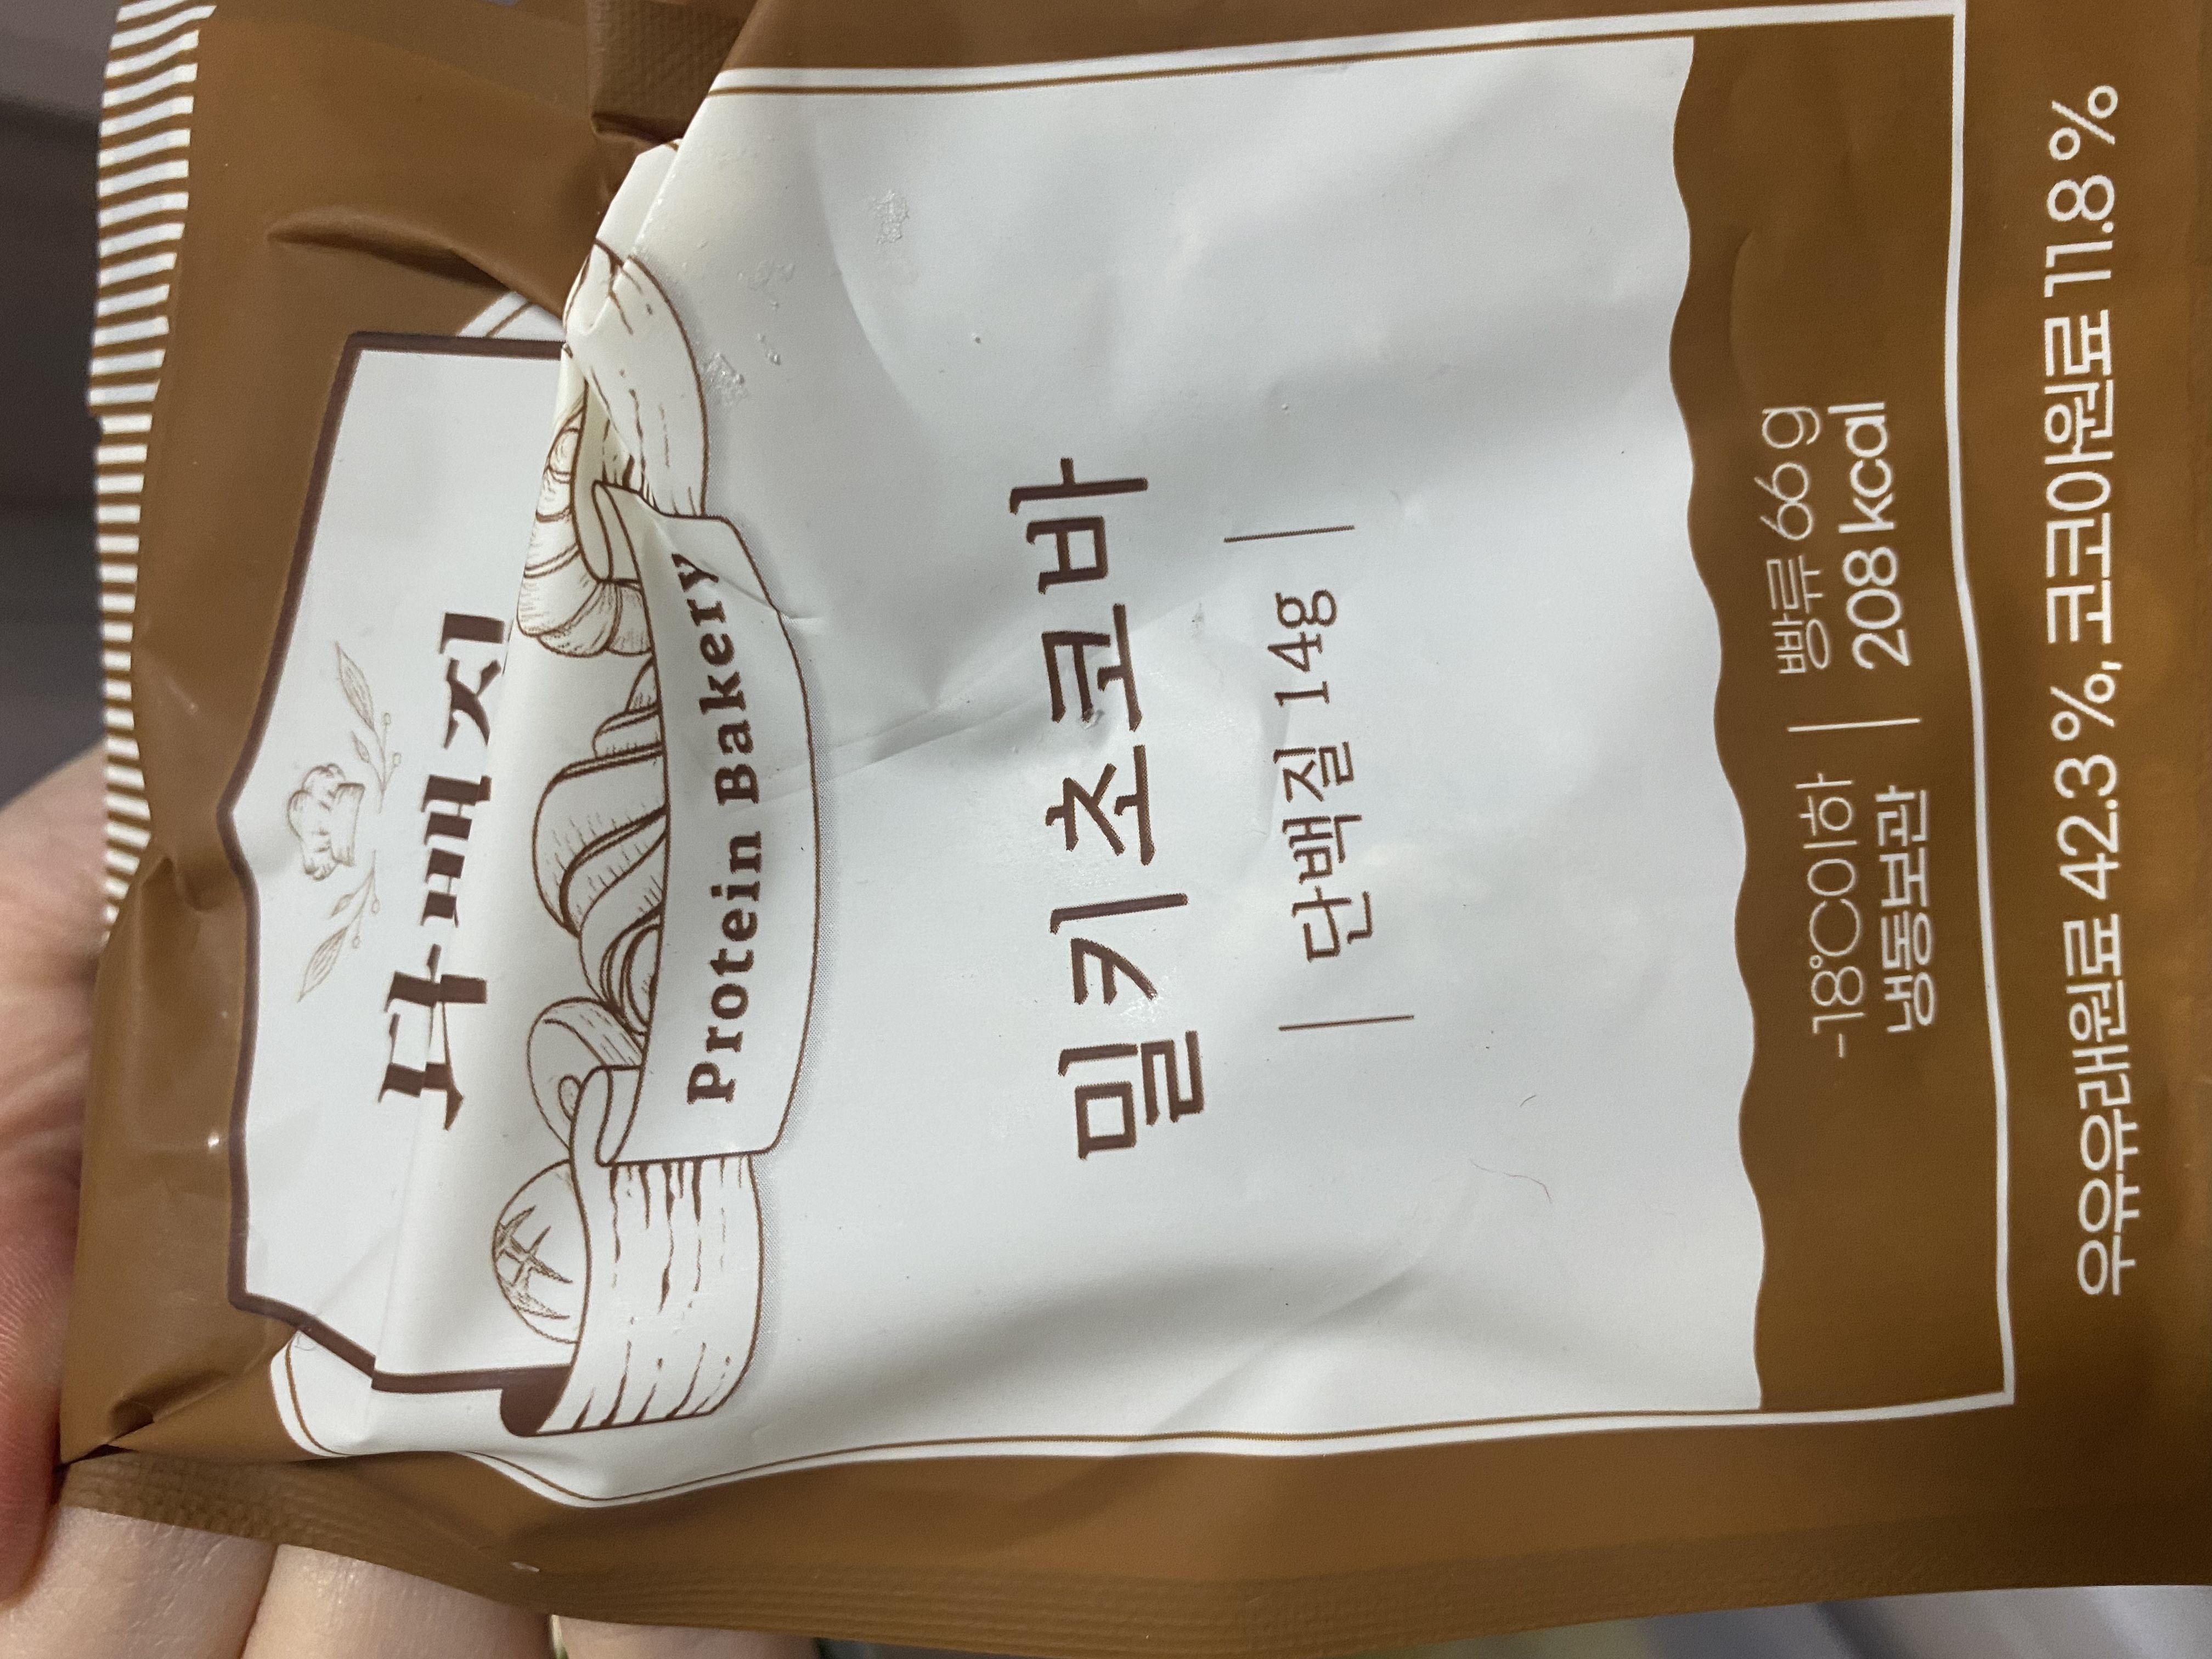 다매지
Protein Bakery
밀키초코바
단백질 14g
-18℃이하 | 빵류 66g
냉동보관 | 208 kcal
우유유래원료 42.3 %, 코코아원료 11.8 %